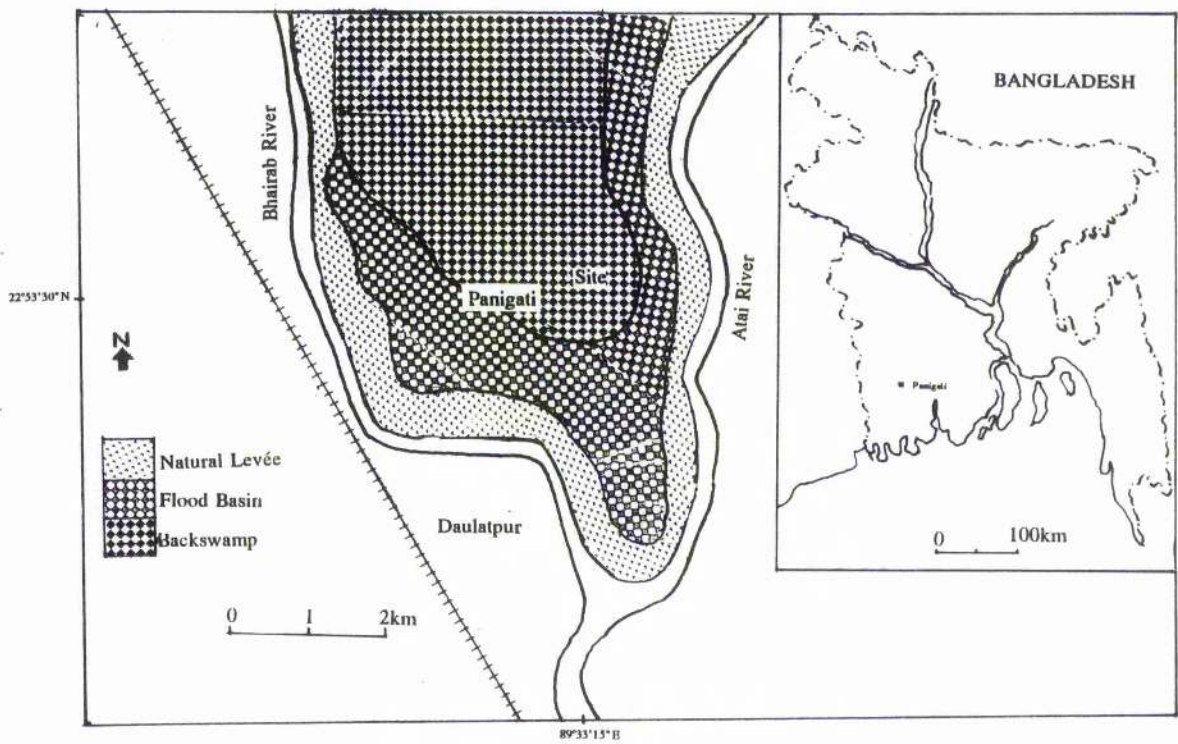 BANGLADESH
Bhairab River
Site
Panigati
22°53'30"N
Atai River
N
Panigati
Natural Levée
Flood Basin
Backswamp
Daulatpur
0 100km
0 1 2km
89°33'15"E